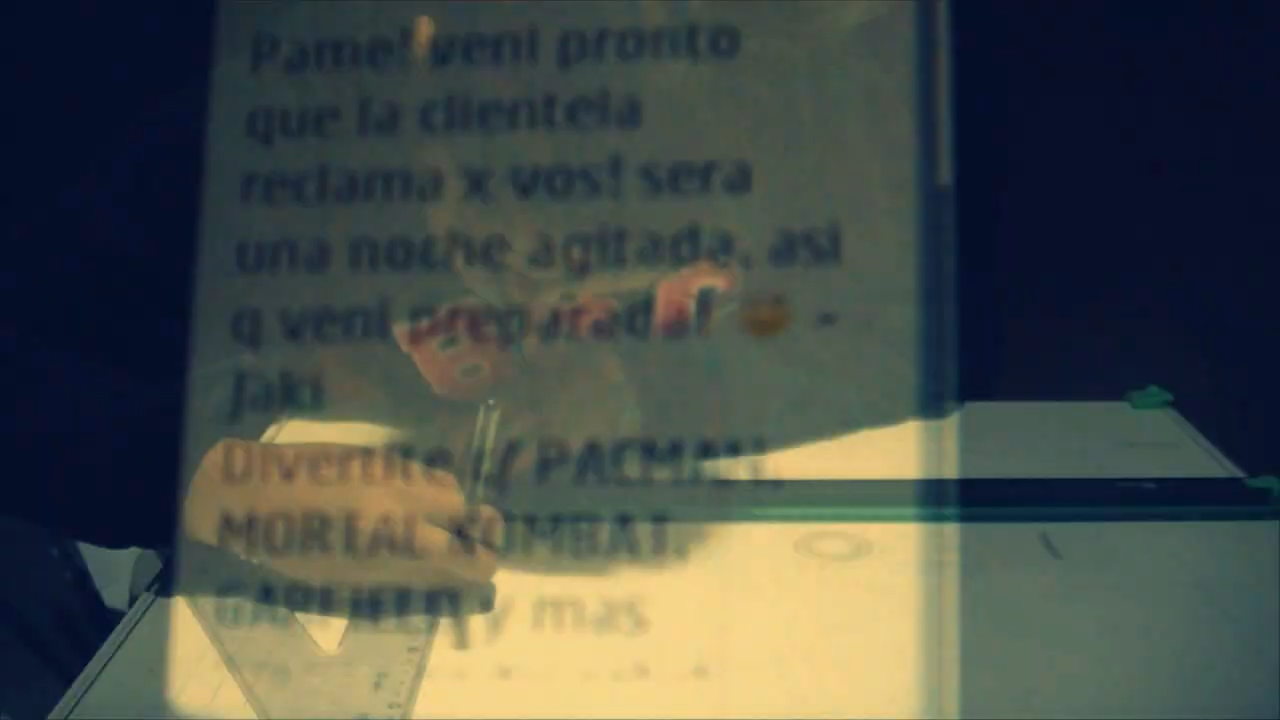 Pame! veni pronto
que la clientela
reclama x vos! sera
una noche agitada, asi
q veni preparada! -
Jaki
Divertite c/ PACMAN,
MORTAL KOMBAT,
GARFIELD y mas